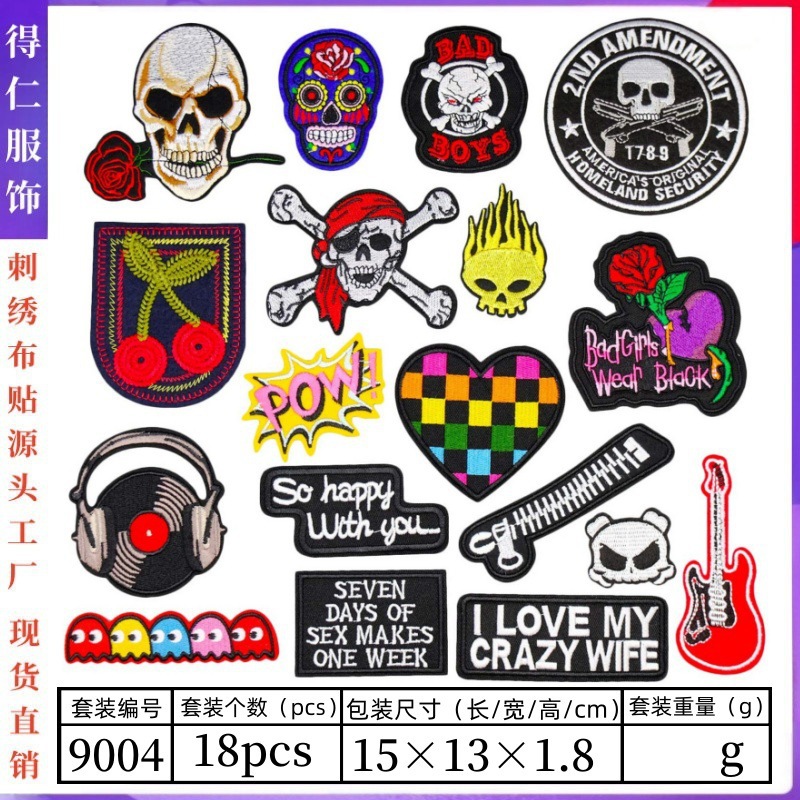 得仁服饰
刺绣布贴源头工厂 现货直销
BAD
BOYS
2ND AMENDMENT
1789
AMERICA'S ORIGINAL
HOMELAND SECURITY
BadGirls
Wear Black
POW!
So happy
With you...
SEVEN
DAYS OF
SEX MAKES
ONE WEEK
I LOVE MY
CRAZY WIFE
套装编号 套装个数（pcs） 包装尺寸（长/宽/高/cm） 套装重量（g）
9004 18pcs 15×13×1.8 g